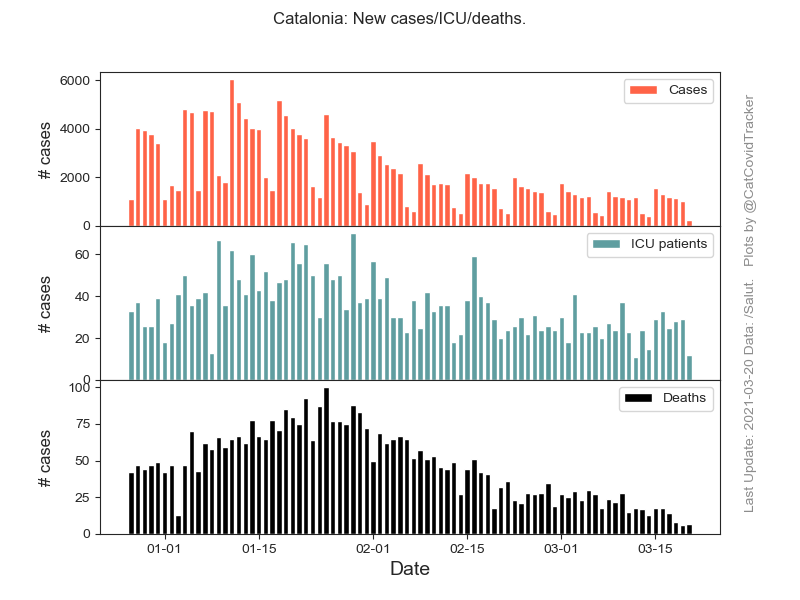 Catalonia: New cases/ICU/deaths.
6000
4000
2000
0
# cases
Cases
60
40
20
0
# cases
ICU patients
100
75
50
25
0
# cases
Deaths
01-01 01-15 02-01 02-15 03-01 03-15
Date
Last Update: 2021-03-20 Data: /Salut. Plots by @CatCovidTracker